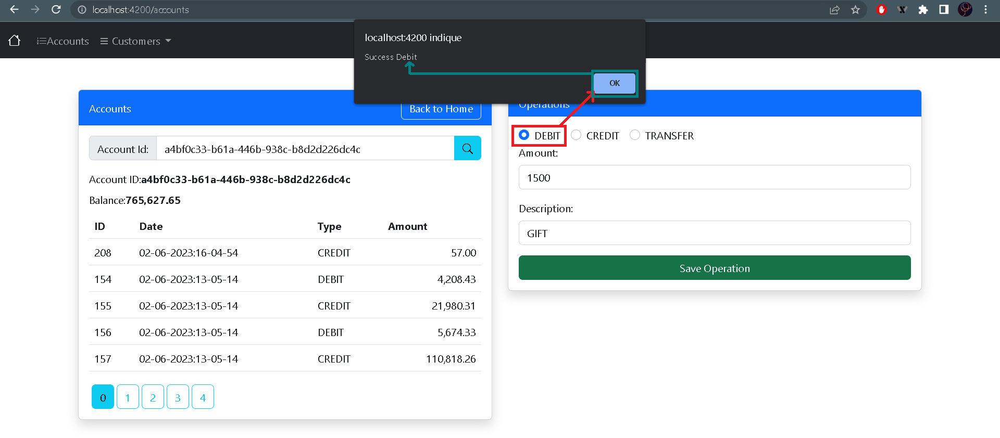 localhost:4200/accounts
Accounts
Customers
localhost:4200 indique
Success Debit
OK
Accounts
Back to Home
Account Id:
a4bf0c33-b61a-446b-938c-b8d2d226dc4c
Account ID:a4bf0c33-b61a-446b-938c-b8d2d226dc4c
Balance:765,627.65
ID Date Type Amount
208 02-06-2023:16-04-54 CREDIT 57.00
154 02-06-2023:13-05-14 DEBIT 4,208.43
155 02-06-2023:13-05-14 CREDIT 21,980.31
156 02-06-2023:13-05-14 DEBIT 5,674.33
157 02-06-2023:13-05-14 CREDIT 110,818.26
0 1 2 3 4
Operations
DEBIT CREDIT TRANSFER
Amount:
1500
Description:
GIFT
Save Operation